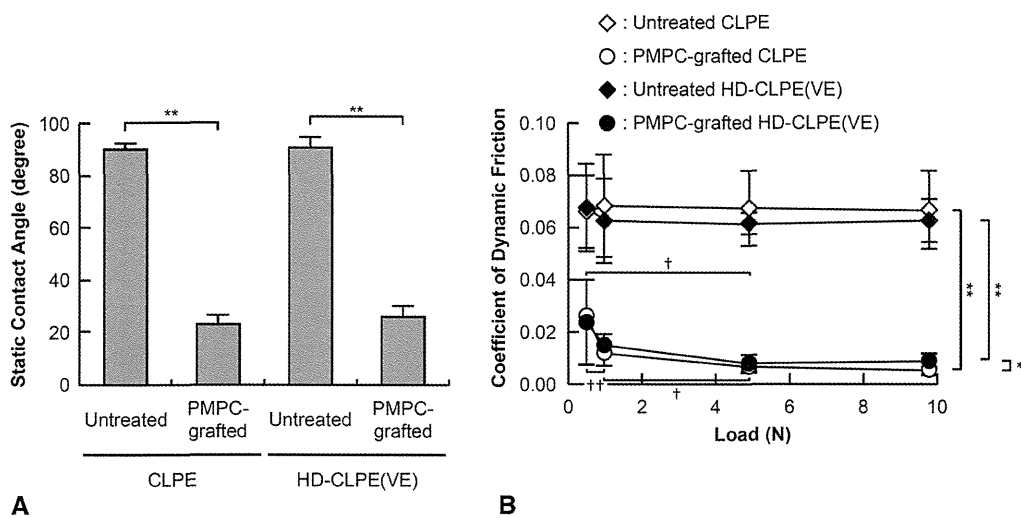 ◇ : Untreated CLPE
○ : PMPC-grafted CLPE
◆ : Untreated HD-CLPE(VE)
● : PMPC-grafted HD-CLPE(VE)
Static Contact Angle (degree)
100
80
60
40
20
0
**
**
Untreated
PMPC-grafted
Untreated
PMPC-grafted
CLPE
HD-CLPE(VE)
A
Coefficient of Dynamic Friction
0.10
0.08
0.06
0.04
0.02
0.00
†
††
†
**
**
*
0 2 4 6 8 10
Load (N)
B